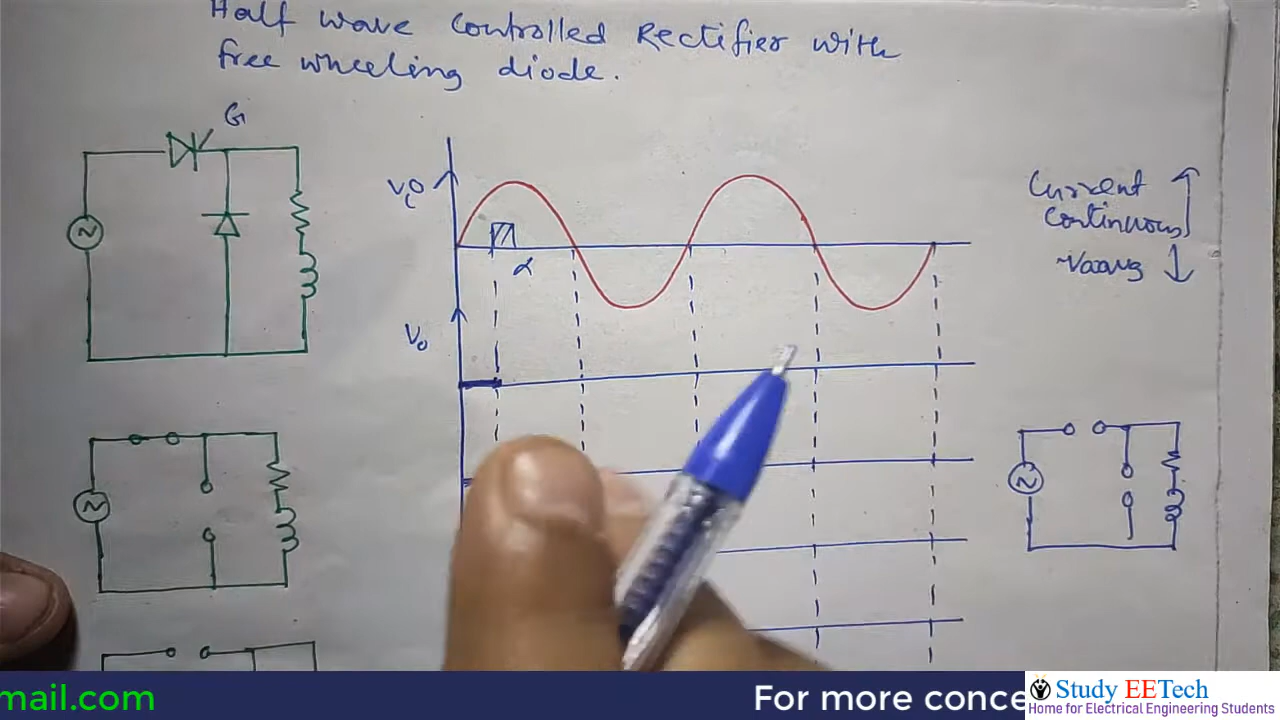 Half wave Controlled Rectifier with
free wheeling diode.
G
α
V₀
Current
Continuous
mail.com
For more conce
Study EETech
Home for Electrical Engineering Students